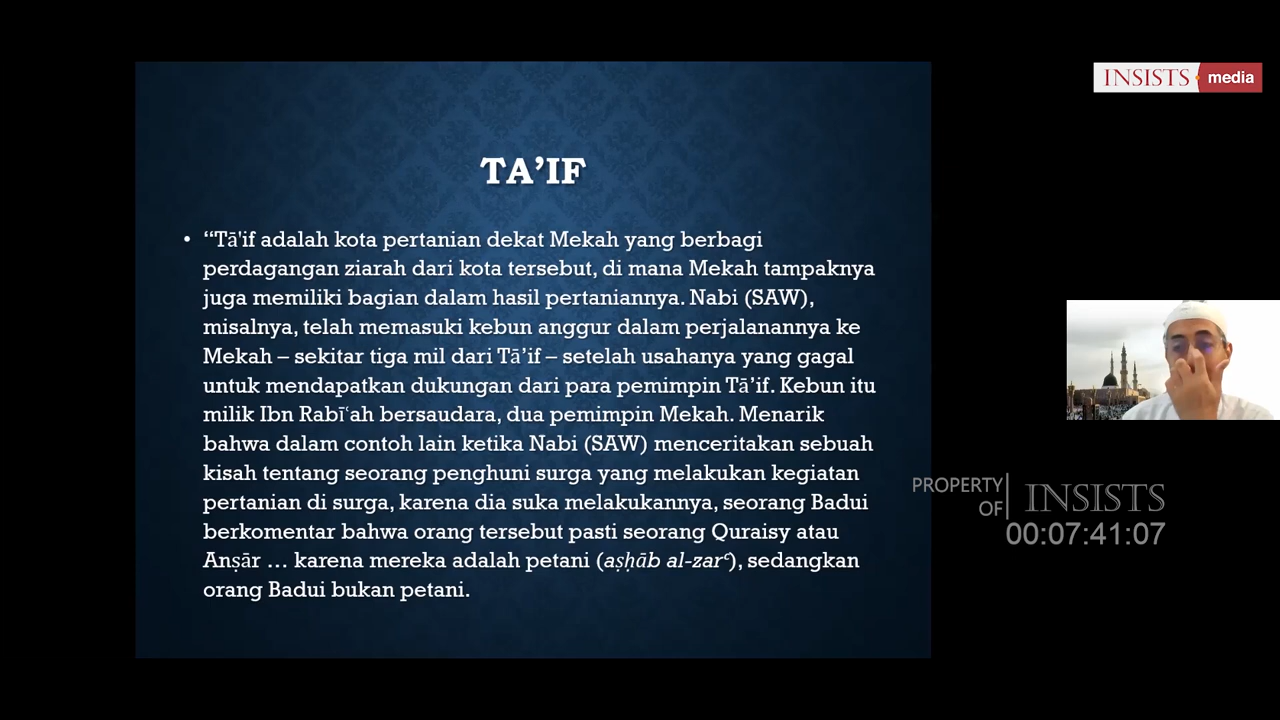 INSISTS media
TA’IF
• “Tā'if adalah kota pertanian dekat Mekah yang berbagi
perdagangan ziarah dari kota tersebut, di mana Mekah tampaknya
juga memiliki bagian dalam hasil pertaniannya. Nabi (SAW),
misalnya, telah memasuki kebun anggur dalam perjalanannya ke
Mekah – sekitar tiga mil dari Tā’if – setelah usahanya yang gagal
untuk mendapatkan dukungan dari para pemimpin Tā’if. Kebun itu
milik Ibn Rabīʿah bersaudara, dua pemimpin Mekah. Menarik
bahwa dalam contoh lain ketika Nabi (SAW) menceritakan sebuah
kisah tentang seorang penghuni surga yang melakukan kegiatan
pertanian di surga, karena dia suka melakukannya, seorang Badui
berkomentar bahwa orang tersebut pasti seorang Quraisy atau
Anṣār … karena mereka adalah petani (aṣḥāb al-zarʿ), sedangkan
orang Badui bukan petani.
PROPERTY
OF
INSISTS
00:07:41:07